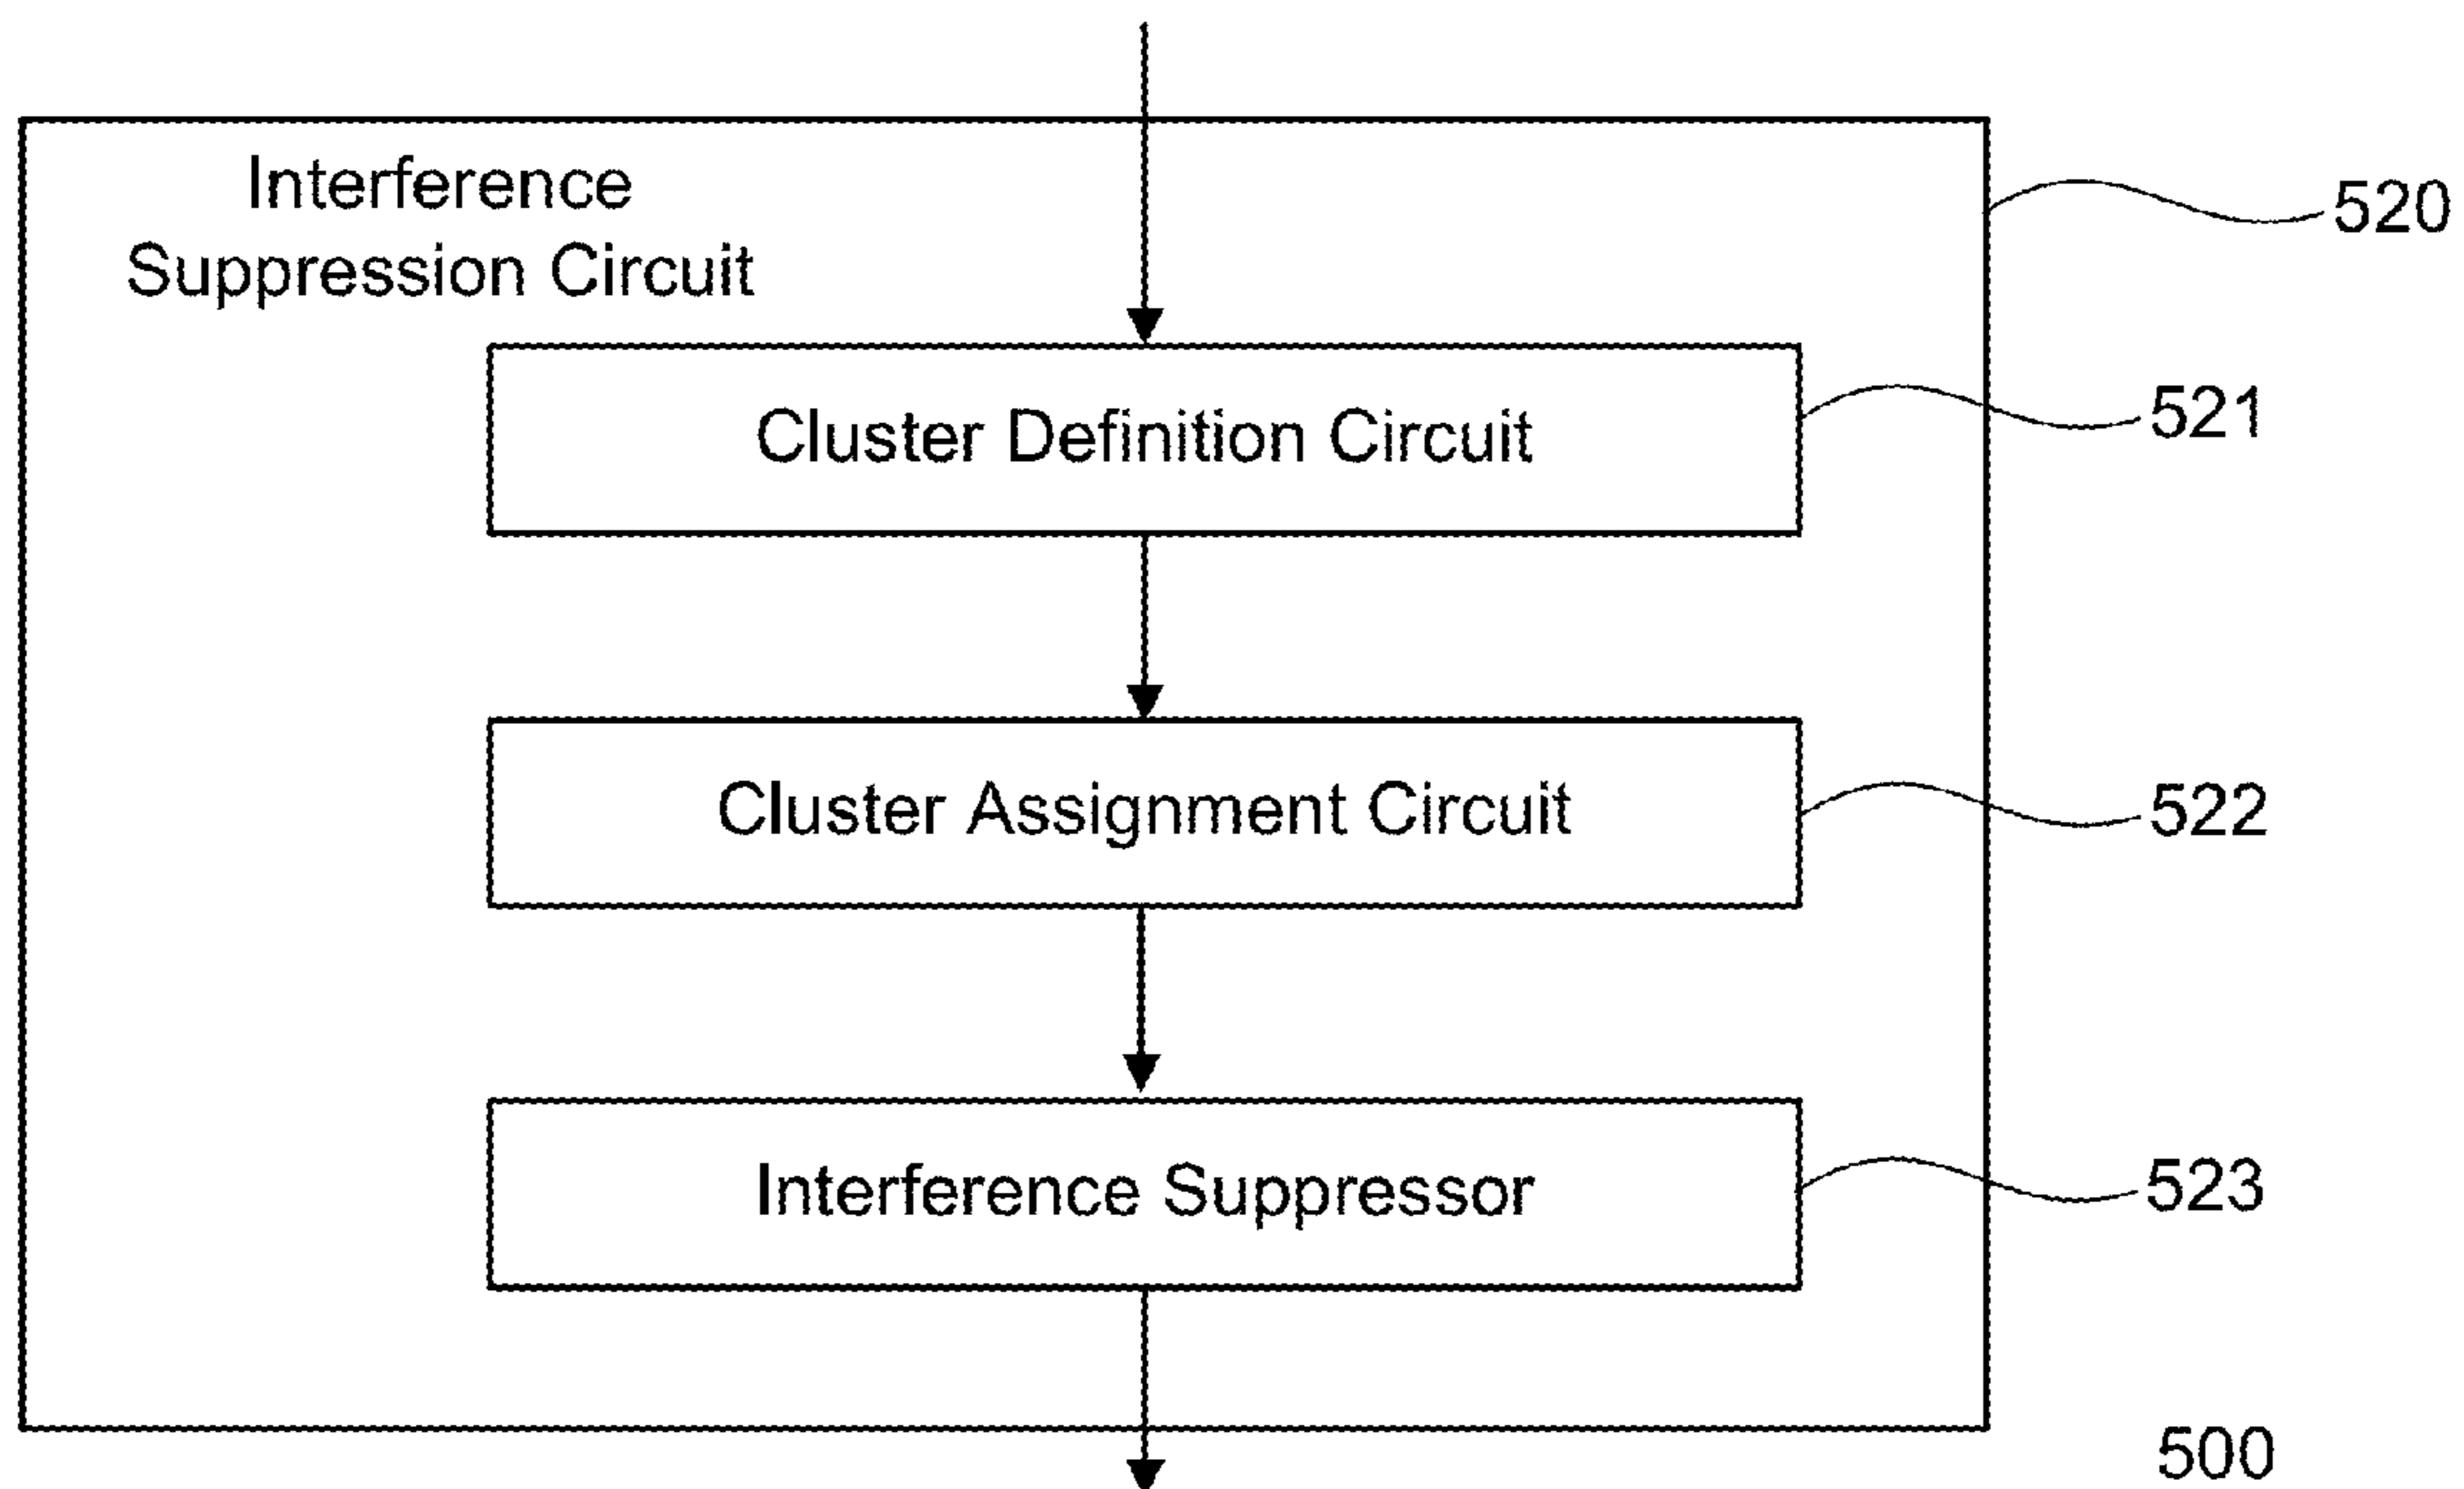 Interference
Suppression Circuit
520
Cluster Definition Circuit
521
Cluster Assignment Circuit
522
Interference Suppressor
523
500